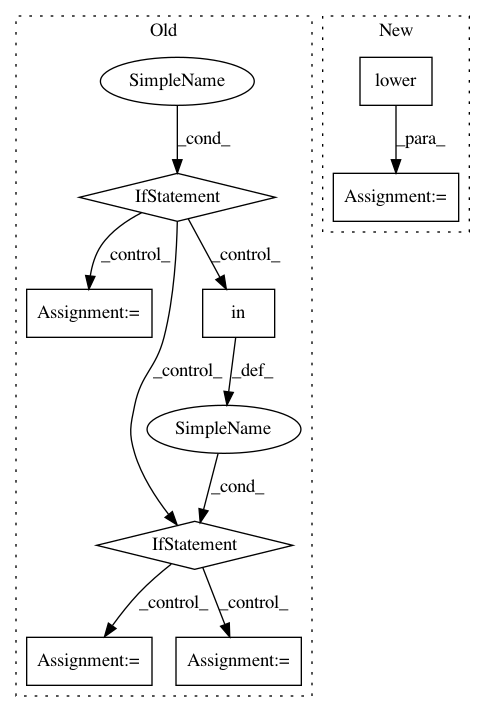 Old
New
SimpleName
lower
_cond_
_para_
IfStatement
Assignment:=
_control_
_control_
Assignment:=
in
_control_
_def_
SimpleName
_cond_
IfStatement
_control_
_control_
Assignment:=
Assignment:=